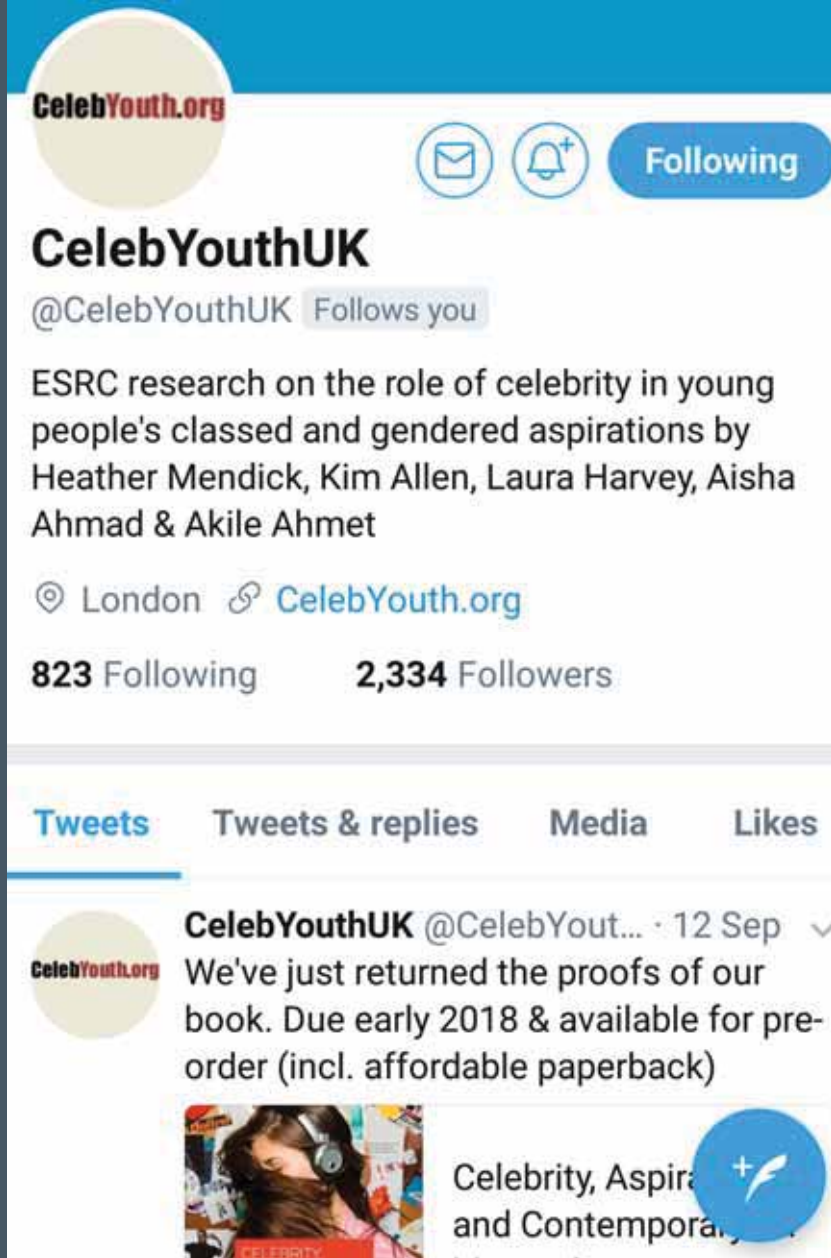 CelebYouth.org
Following
CelebYouthUK
@CelebYouthUK Follows you
ESRC research on the role of celebrity in young
people's classed and gendered aspirations by
Heather Mendick, Kim Allen, Laura Harvey, Aisha
Ahmad & Akile Ahmet
London CelebYouth.org
823 Following 2,334 Followers
Tweets Tweets & replies Media Likes
CelebYouthUK @CelebYout... · 12 Sep
CelebYouth.org
We've just returned the proofs of our
book. Due early 2018 & available for pre-
order (incl. affordable paperback)
Celebrity,
and
CELEBRITY